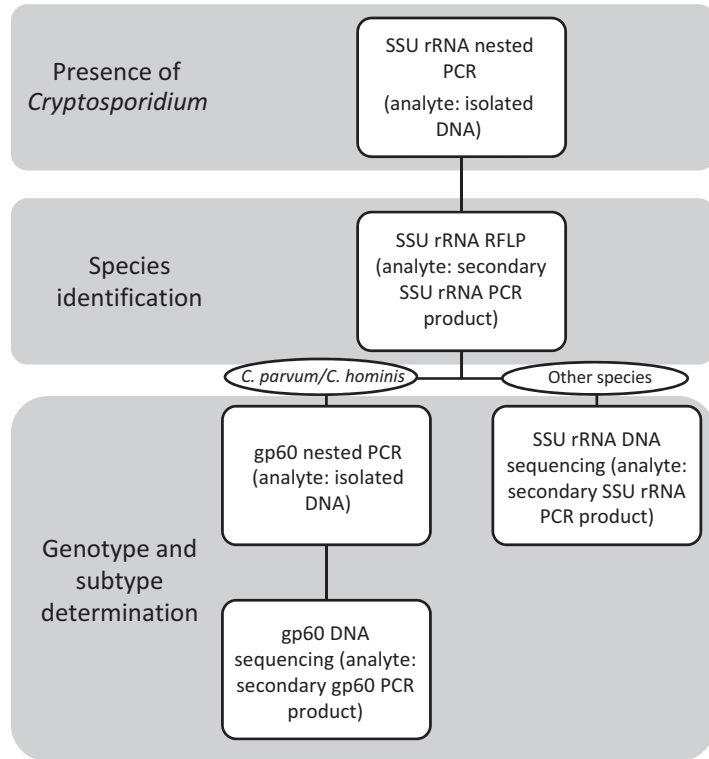 Presence of
Cryptosporidium
SSU rRNA nested
PCR
(analyte: isolated
DNA)
Species
identification
SSU rRNA RFLP
(analyte: secondary
SSU rRNA PCR
product)
C. parvum/C. hominis
Other species
Genotype and
subtype
determination
gp60 nested PCR
(analyte: isolated
DNA)
SSU rRNA DNA
sequencing (analyte:
secondary SSU rRNA
PCR product)
gp60 DNA
sequencing (analyte:
secondary gp60 PCR
product)